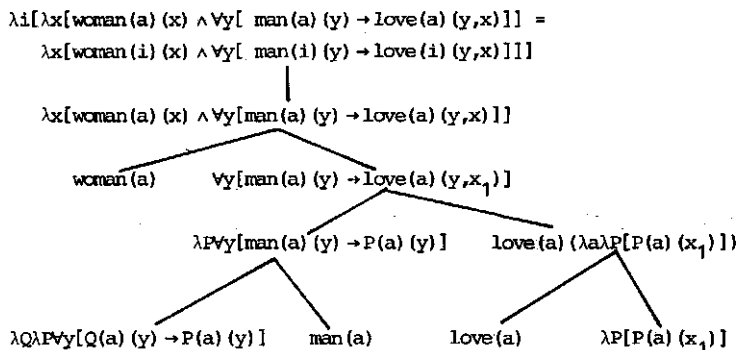 λi[λx[woman(a)(x) ∧ ∀y[ man(a)(y) → love(a)(y,x)]] =
λx[woman(i)(x) ∧ ∀y[ man(i)(y) → love(i)(y,x)]]]
λx[woman(a)(x) ∧ ∀y[man(a)(y) → love(a)(y,x)]]
woman(a) ∀y[man(a)(y) → love(a)(y,x₁)]
λP∀y[man(a)(y) → P(a)(y)] love(a)(λaλP[P(a)(x₁)])
λQλP∀y[Q(a)(y) → P(a)(y)] man(a) love(a) λP[P(a)(x₁)]